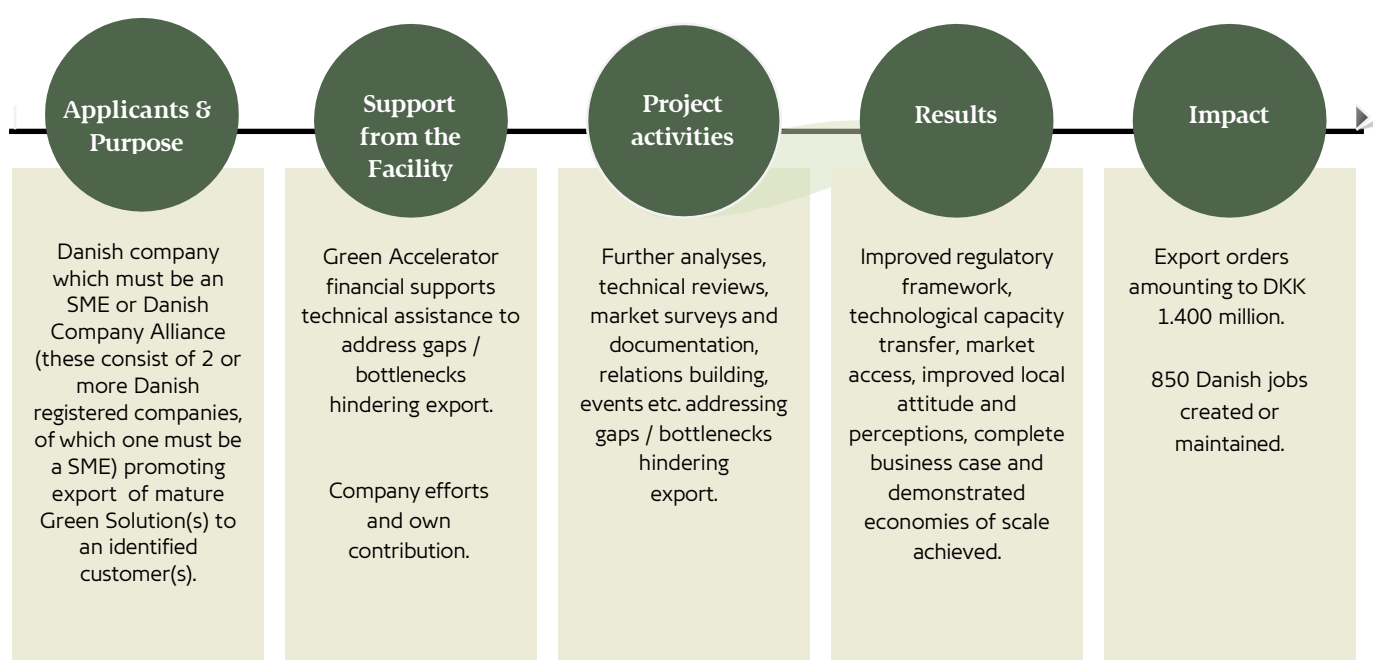 Applicants &
Purpose
Danish company
which must be an
SME or Danish
Company Alliance
(these consist of 2 or
more Danish
registered companies,
of which one must be
a SME) promoting
export of mature
Green Solution(s) to
an identified
customer(s).
Support
from the
Facility
Green Accelerator
financial supports
technical assistance to
address gaps /
bottlenecks
hindering export.
Company efforts
and own
contribution.
Project
activities
Further analyses,
technical reviews,
market surveys and
documentation,
relations building,
events etc. addressing
gaps / bottlenecks
hindering
export.
Results
Improved regulatory
framework,
technological capacity
transfer, market
access, improved local
attitude and
perceptions, complete
business case and
demonstrated
economies of scale
achieved.
Impact
Export orders
amounting to DKK
1.400 million.
850 Danish jobs
created or
maintained.